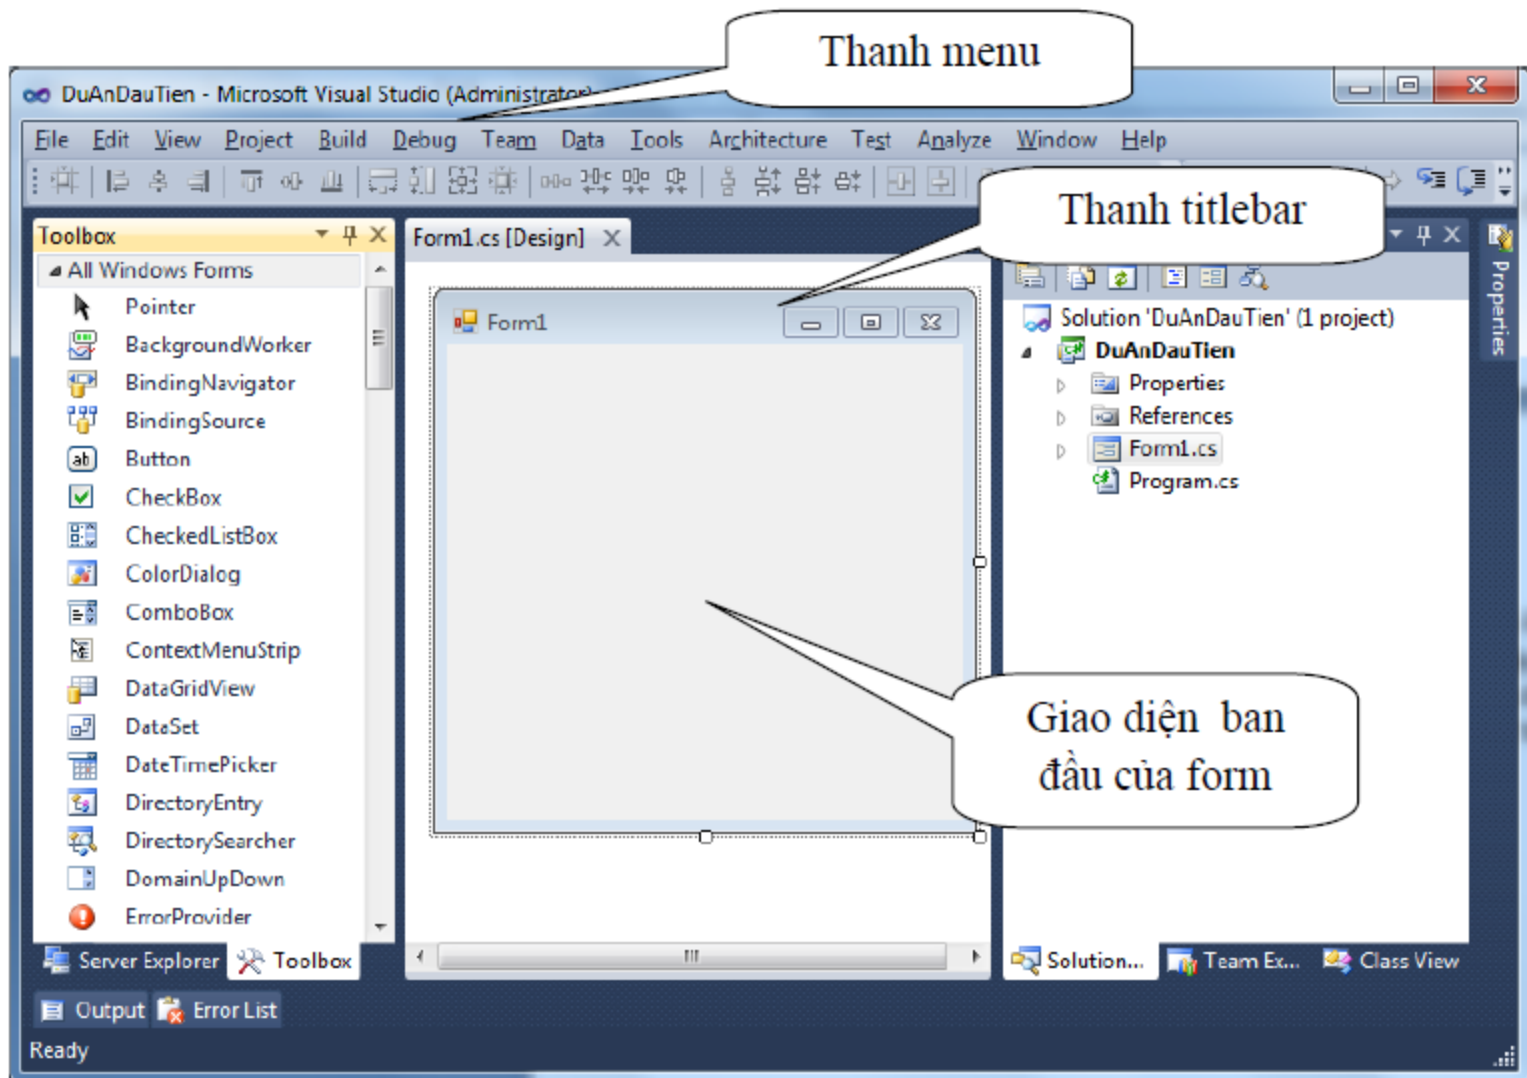 Thanh menu
DuAnDauTien - Microsoft Visual Studio (Administrator)
File Edit View Project Build Debug Team Data Tools Architecture Test Analyze Window Help
Thanh titlebar
Toolbox
Form1.cs [Design]
All Windows Forms
Pointer
BackgroundWorker
BindingNavigator
BindingSource
Button
CheckBox
CheckedListBox
ColorDialog
ComboBox
ContextMenuStrip
DataGridView
DataSet
DateTimePicker
DirectoryEntry
DirectorySearcher
DomainUpDown
ErrorProvider
Form1
Giao diện ban
đầu của form
Solution 'DuAnDauTien' (1 project)
DuAnDauTien
Properties
References
Form1.cs
Program.cs
Properties
Server Explorer Toolbox
Solution... Team Ex... Class View
Output Error List
Ready